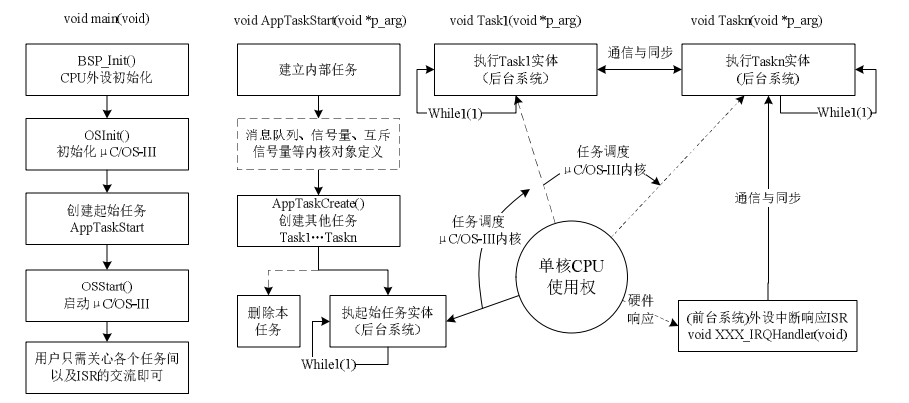 void main(void)
BSP_Init()
CPU外设初始化
OSInit()
初始化 μC/OS-III
创建起始任务
AppTaskStart
OSStart()
启动 μC/OS-III
用户只需关心各个任务间
以及ISR的交流即可
void AppTaskStart(void *p_arg)
建立内部任务
消息队列、信号量、互斥
信号量等内核对象定义
AppTaskCreate()
创建其他任务
Task1…Taskn
删除本
任务
执起始任务实体
（后台系统）
While1(1)
void Task1(void *p_arg)
执行Task1实体
（后台系统）
While1(1)
通信与同步
void Taskn(void *p_arg)
执行Taskn实体
(后台系统）
While1(1)
任务调度
μC/OS-III内核
任务调度
μC/OS-III内核
通信与同步
单核CPU
使用权
硬件
响应
(前台系统)外设中断响应ISR
void XXX_IRQHandler(void)